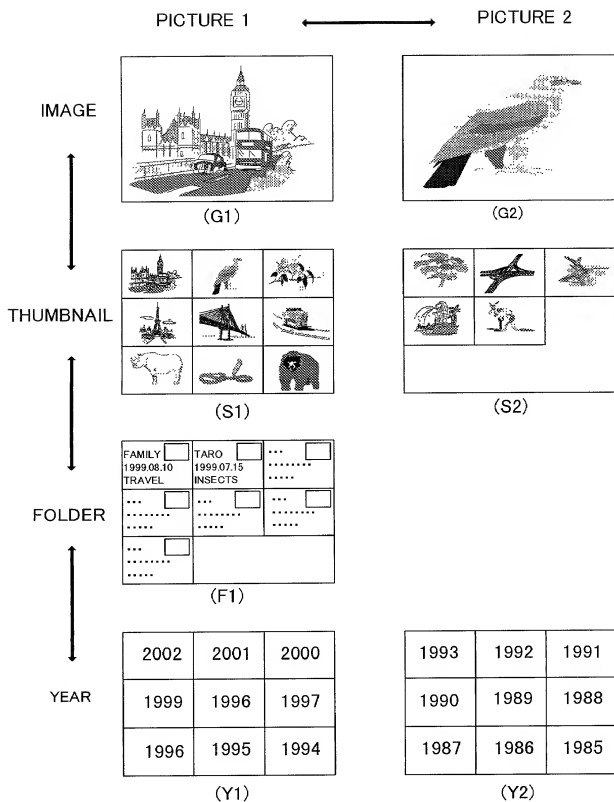 PICTURE 1 PICTURE 2
IMAGE
(G1) (G2)
THUMBNAIL
(S1) (S2)
FAMILY
1999.08.10
TRAVEL
TARO
1999.07.15
INSECTS
FOLDER
(F1)
YEAR
2002 2001 2000
1999 1996 1997
1996 1995 1994
(Y1)
1993 1992 1991
1990 1989 1988
1987 1986 1985
(Y2)